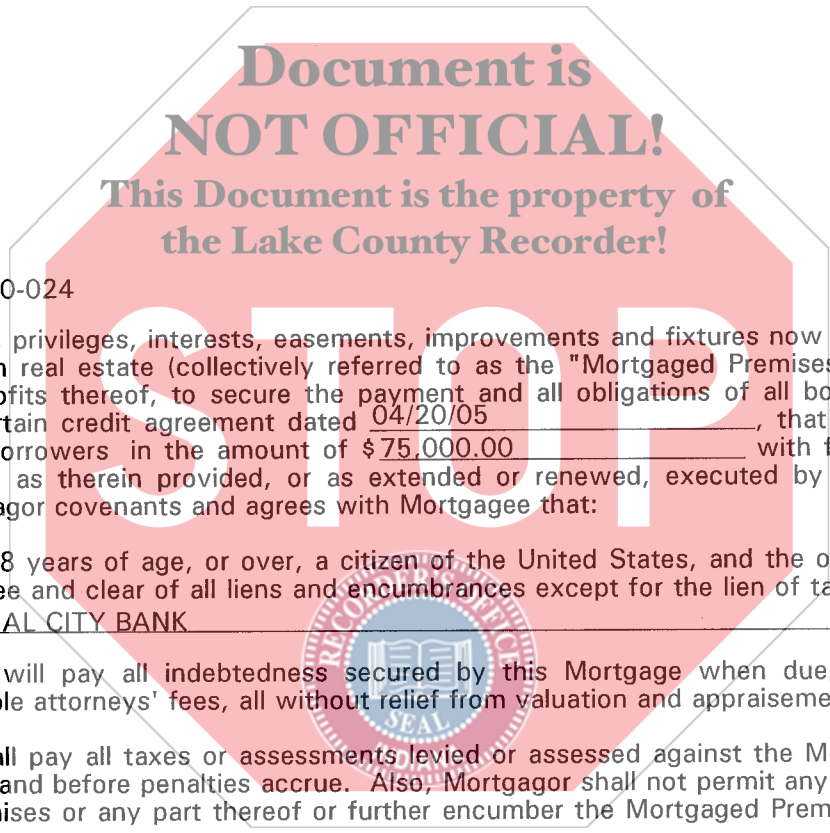 Document is
NOT OFFICIAL!
This Document is the property of
the Lake County Recorder!
0-024
STOP
privileges, interests, easements, improvements and fixtures now
real estate (collectively referred to as the "Mortgaged Premises
ofits thereof, to secure the payment and all obligations of all bo
rtain credit agreement dated 04/20/05, that
orrowers in the amount of $75,000.00 with f
as therein provided, or as extended or renewed, executed by
agor covenants and agrees with Mortgagee that:
8 years of age, or over, a citizen of the United States, and the o
ee and clear of all liens and encumbrances except for the lien of ta
AL CITY BANK
will pay all indebtedness secured by this Mortgage when due
le attorneys' fees, all without relief from valuation and appraiseme
all pay all taxes or assessments levied or assessed against the M
and before penalties accrue. Also, Mortgagor shall not permit any
nises or any part thereof or further encumber the Mortgaged Prem
RECORDER'S OFFICE
SEAL
INDIANA